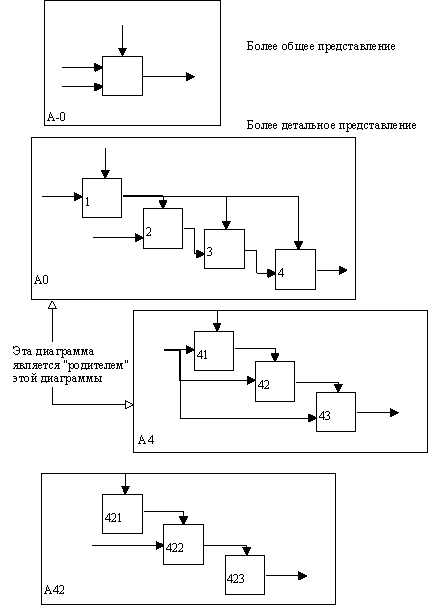 Более общее представление
A-0
Более детальное представление
1
2
3
4
A0
Эта диаграмма
является "родителем"
этой диаграммы
41
42
43
A4
421
422
423
A42